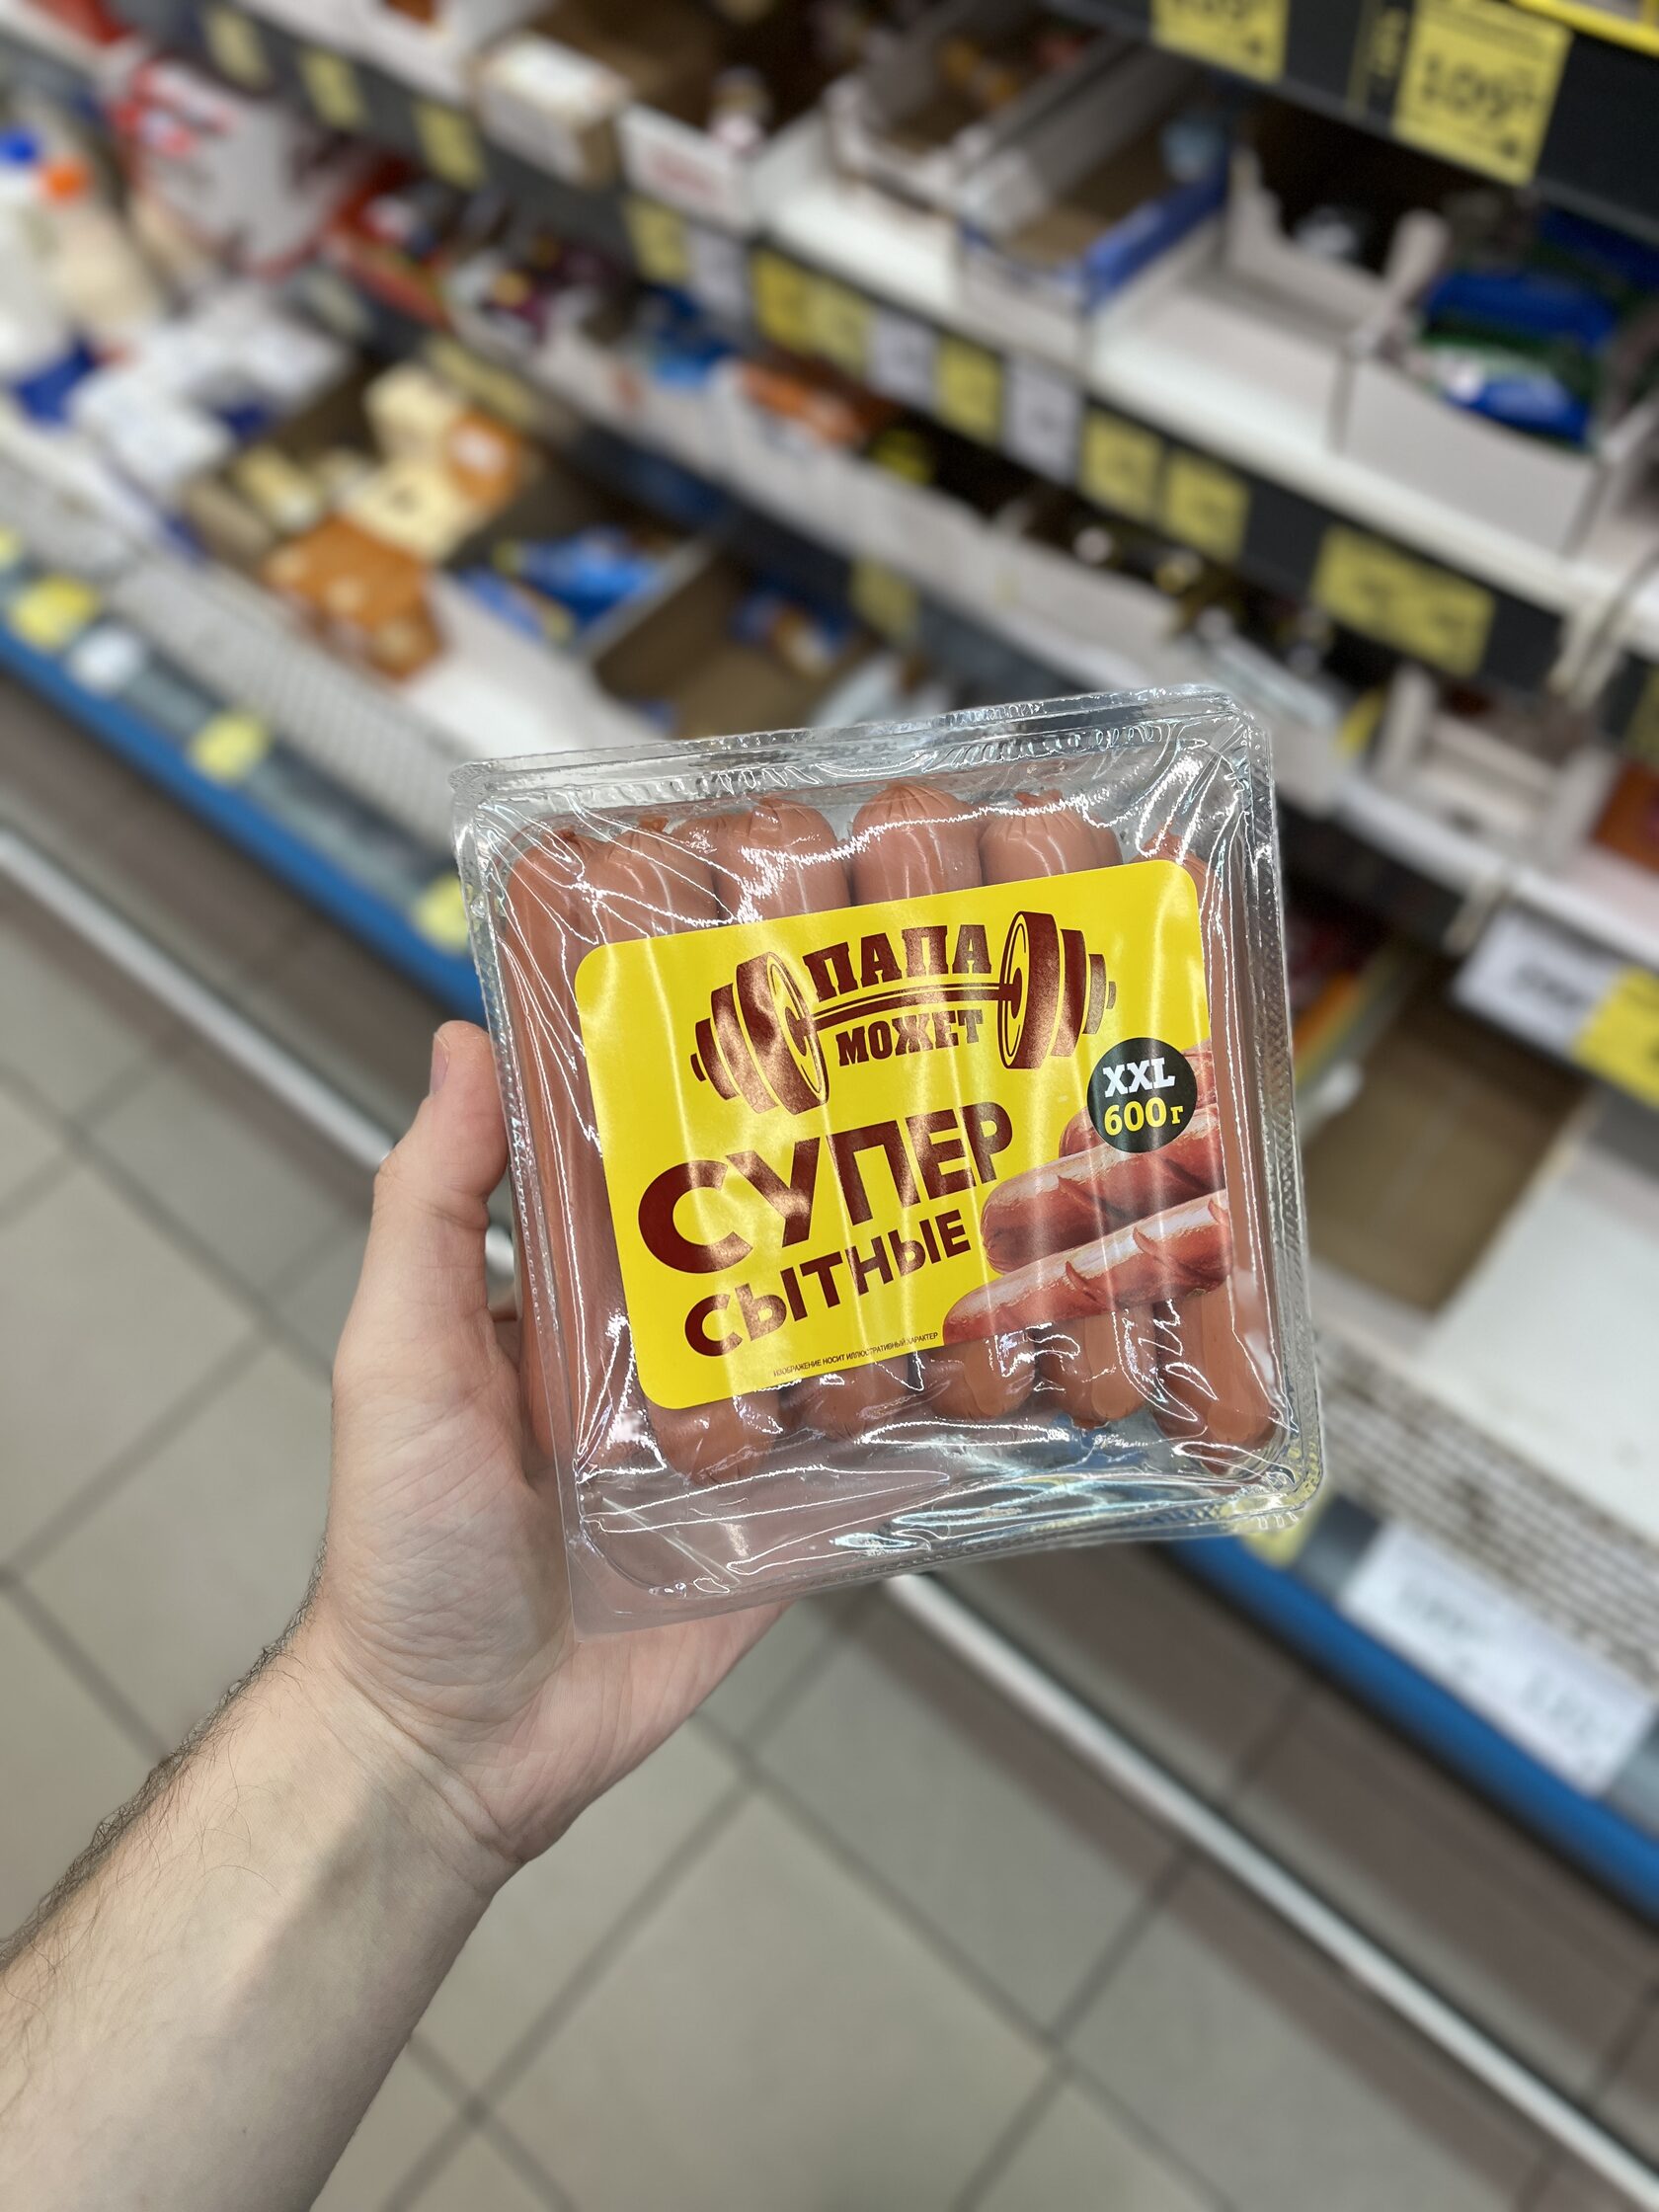 ПАПА
МОЖЕТ
XXL
600г
СУПЕР
СЫТНЫЕ
ИЗОБРАЖЕНИЕ НОСИТ ИЛЛЮСТРАТИВНЫЙ ХАРАКТЕР